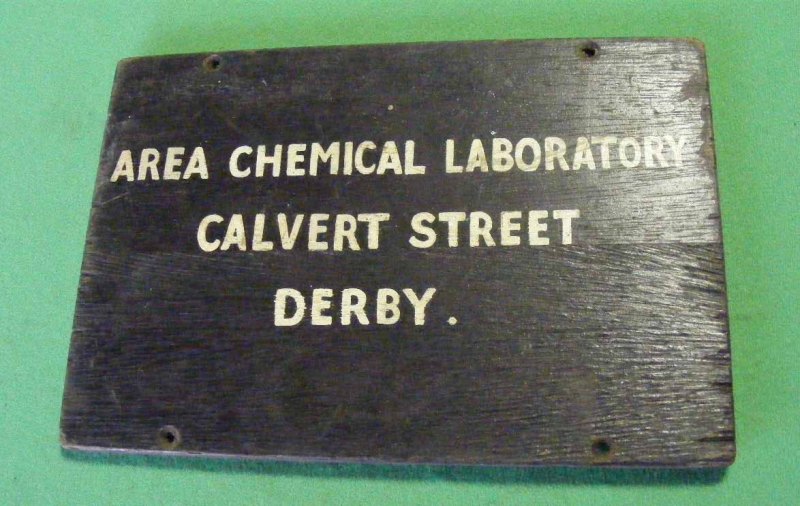 AREA CHEMICAL LABORATORY
CALVERT STREET
DERBY.